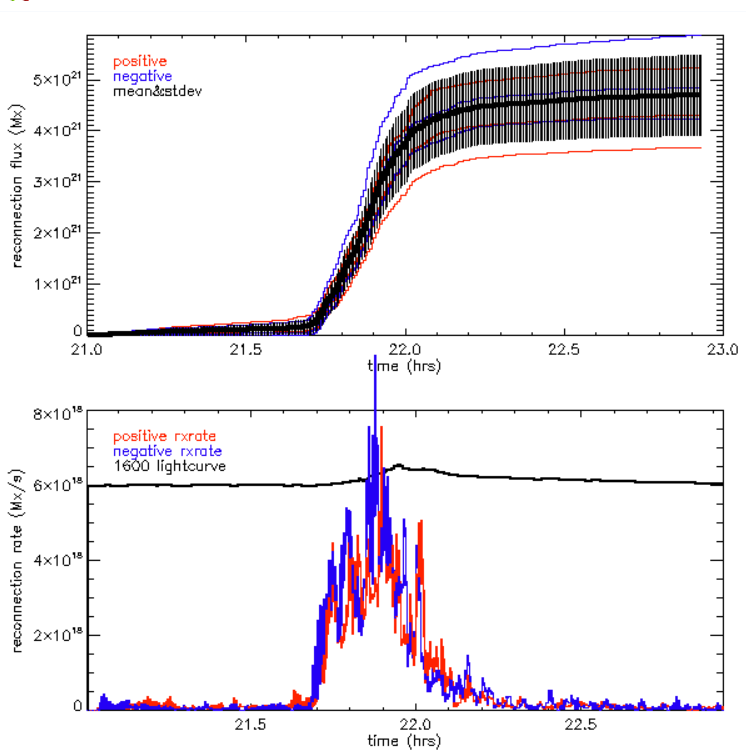 positive
negative
mean&stdev
reconnection flux (Mx)
5×10²¹
4×10²¹
3×10²¹
2×10²¹
1×10²¹
0
21.0 21.5 22.0 22.5 23.0
time (hrs)
positive rxrate
negative rxrate
1600 lightcurve
reconnection rate (Mx/s)
8×10¹⁸
6×10¹⁸
4×10¹⁸
2×10¹⁸
0
21.5 22.0 22.5
time (hrs)